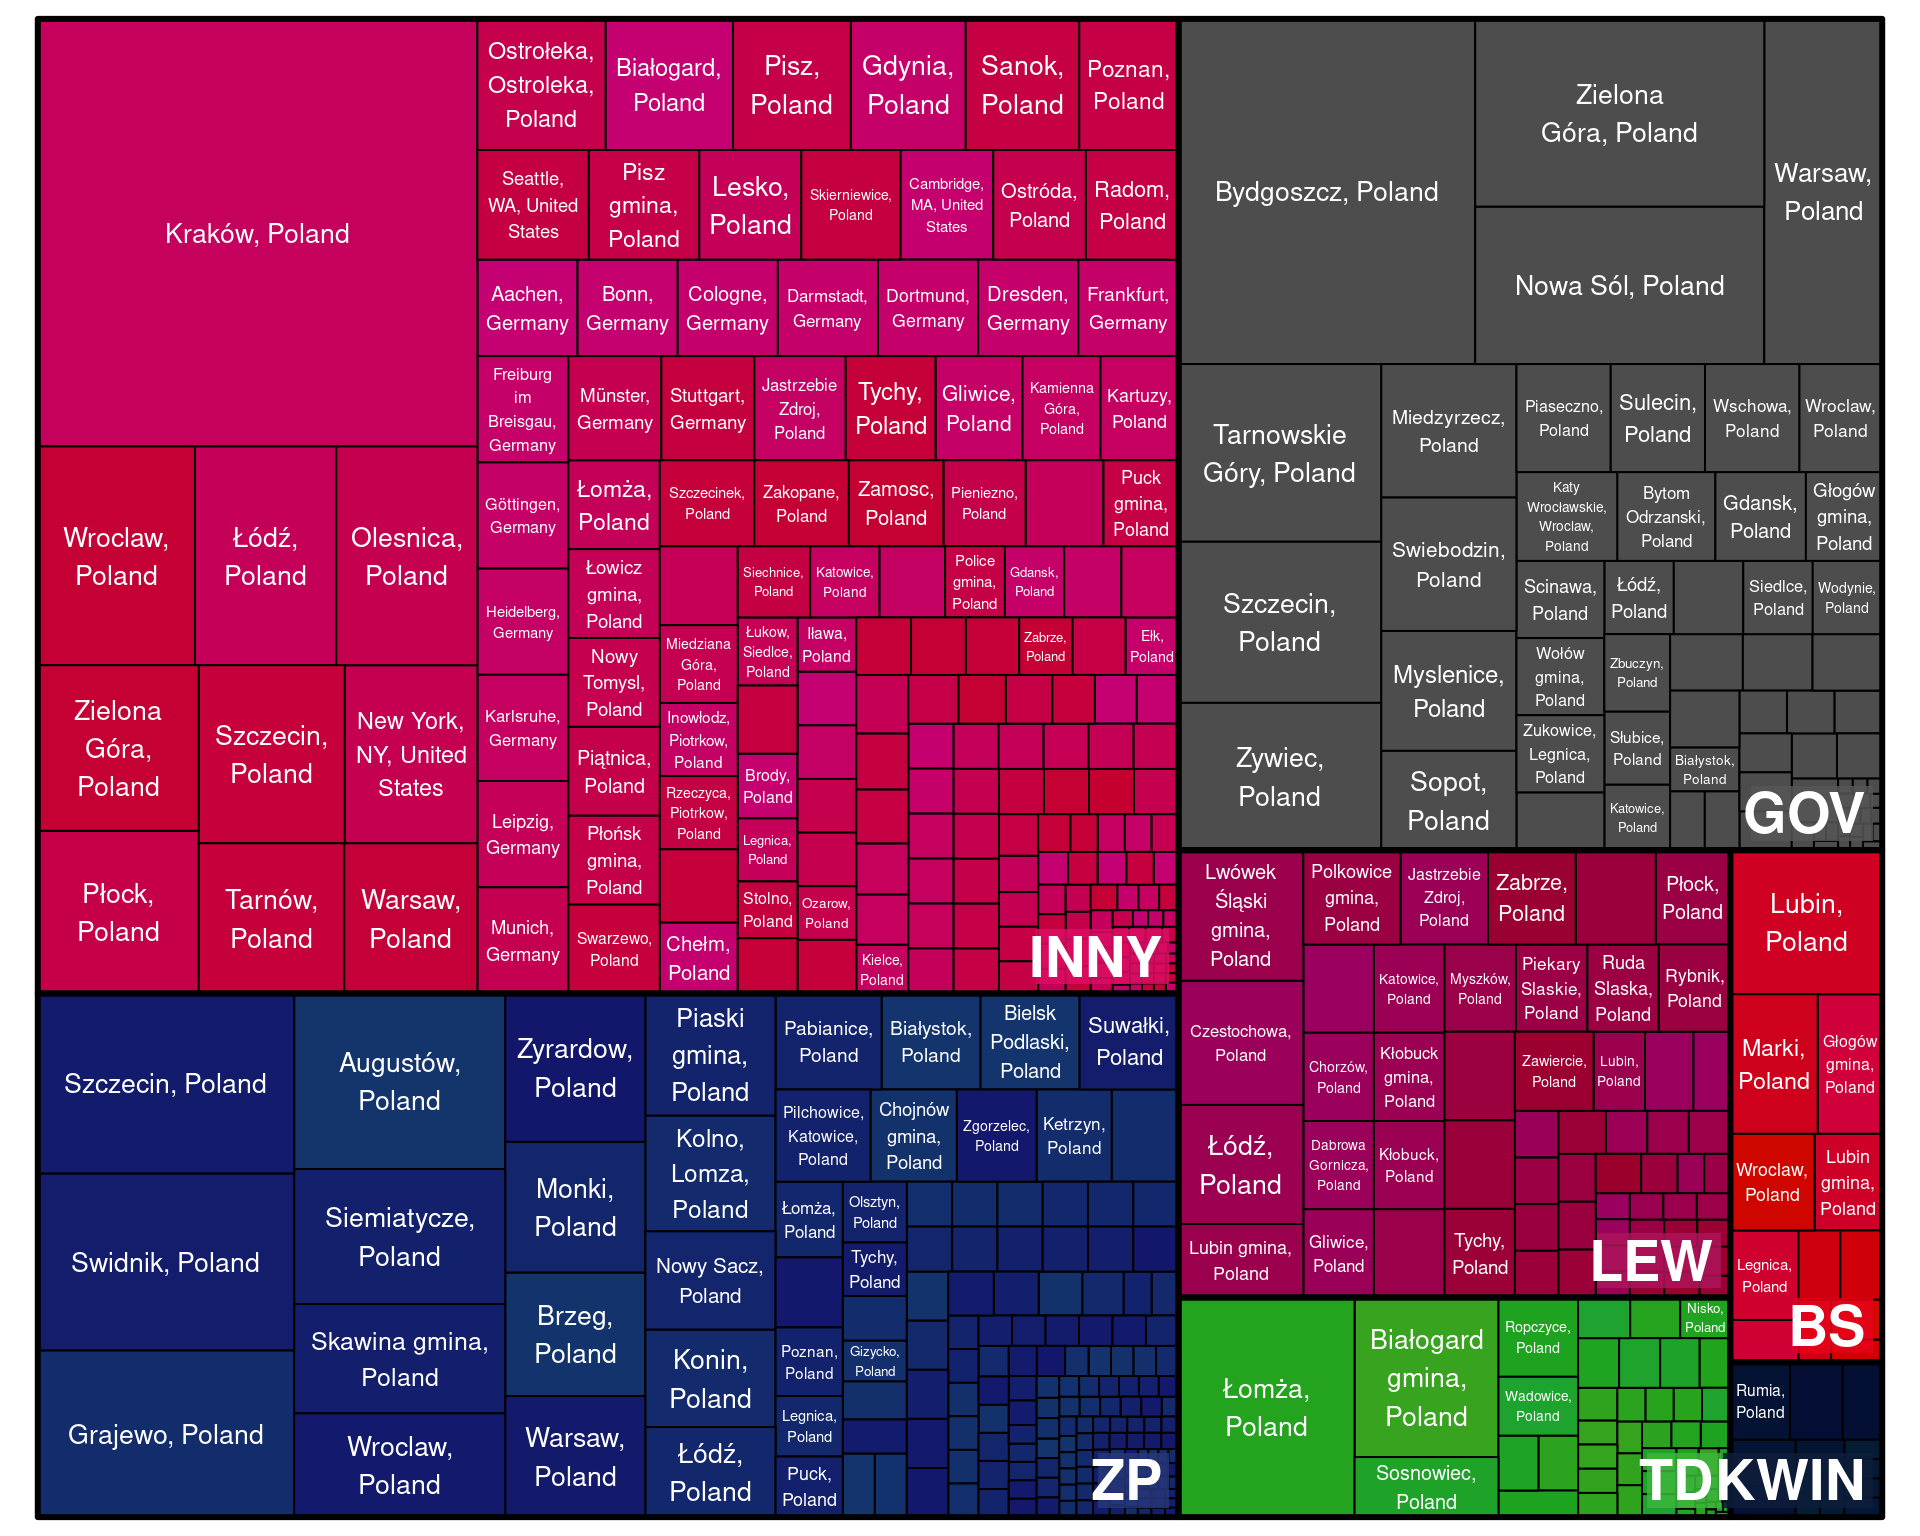 Kraków, Poland
Wroclaw,
Poland
Łódź,
Poland
Olesnica,
Poland
Zielona
Góra,
Poland
Szczecin,
Poland
New York,
NY, United
States
Płock,
Poland
Tarnów,
Poland
Warsaw,
Poland
Ostrołeka,
Ostroleka,
Poland
Białogard,
Poland
Pisz,
Poland
Gdynia,
Poland
Sanok,
Poland
Poznan,
Poland
Seattle,
WA, United
States
Pisz
gmina,
Poland
Lesko,
Poland
Skierniewice,
Poland
Cambridge,
MA, United
States
Ostróda,
Poland
Radom,
Poland
Aachen,
Germany
Bonn,
Germany
Cologne,
Germany
Darmstadt,
Germany
Dortmund,
Germany
Dresden,
Germany
Frankfurt,
Germany
Freiburg
im
Breisgau,
Germany
Göttingen,
Germany
Heidelberg,
Germany
Karlsruhe,
Germany
Leipzig,
Germany
Munich,
Germany
Münster,
Germany
Stuttgart,
Germany
Jastrzebie
Zdroj,
Poland
Tychy,
Poland
Gliwice,
Poland
Kamienna
Góra,
Poland
Kartuzy,
Poland
Łomża,
Poland
Łowicz
gmina,
Poland
Nowy
Tomysl,
Poland
Piątnica,
Poland
Płońsk
gmina,
Poland
Swarzewo,
Poland
Szczecinek,
Poland
Zakopane,
Poland
Zamosc,
Poland
Pieniezno,
Poland
Puck
gmina,
Poland
Miedziana
Góra,
Poland
Inowłodz,
Piotrkow,
Poland
Rzeczyca,
Piotrkow,
Poland
Chełm,
Poland
Siechnice,
Poland
Katowice,
Poland
Police
gmina,
Poland
Gdansk,
Poland
Łukow,
Siedlce,
Poland
Iława,
Poland
Zabrze,
Poland
Ełk,
Poland
Brody,
Poland
Legnica,
Poland
Stolno,
Poland
Ozarow,
Poland
Kielce,
Poland
INNY
Bydgoszcz, Poland
Zielona
Góra, Poland
Nowa Sól, Poland
Warsaw,
Poland
Tarnowskie
Góry, Poland
Szczecin,
Poland
Zywiec,
Poland
Miedzyrzecz,
Poland
Swiebodzin,
Poland
Myslenice,
Poland
Sopot,
Poland
Piaseczno,
Poland
Sulecin,
Poland
Wschowa,
Poland
Wroclaw,
Poland
Katy
Wrocławskie,
Wroclaw,
Poland
Bytom
Odrzanski,
Poland
Gdansk,
Poland
Głogów
gmina,
Poland
Scinawa,
Poland
Łódź,
Poland
Siedlce,
Poland
Wodynie,
Poland
Wołów
gmina,
Poland
Zbuczyn,
Poland
Zukowice,
Legnica,
Poland
Słubice,
Poland
Białystok,
Poland
Katowice,
Poland
GOV
Szczecin, Poland
Swidnik, Poland
Grajewo, Poland
Augustów,
Poland
Siemiatycze,
Poland
Skawina gmina,
Poland
Wroclaw,
Poland
Zyrardow,
Poland
Monki,
Poland
Brzeg,
Poland
Warsaw,
Poland
Piaski
gmina,
Poland
Kolno,
Lomza,
Poland
Nowy Sacz,
Poland
Konin,
Poland
Łódź,
Poland
Pabianice,
Poland
Białystok,
Poland
Bielsk
Podlaski,
Poland
Suwałki,
Poland
Pilchowice,
Katowice,
Poland
Chojnów
gmina,
Poland
Zgorzelec,
Poland
Ketrzyn,
Poland
Łomża,
Poland
Olsztyn,
Poland
Tychy,
Poland
Poznan,
Poland
Gizycko,
Poland
Legnica,
Poland
Puck,
Poland
ZP
Lwówek
Śląski
gmina,
Poland
Czestochowa,
Poland
Łódź,
Poland
Lubin gmina,
Poland
Polkowice
gmina,
Poland
Jastrzebie
Zdroj,
Poland
Zabrze,
Poland
Płock,
Poland
Katowice,
Poland
Myszków,
Poland
Piekary
Slaskie,
Poland
Ruda
Slaska,
Poland
Rybnik,
Poland
Chorzów,
Poland
Kłobuck
gmina,
Poland
Zawiercie,
Poland
Lubin,
Poland
Dabrowa
Gornicza,
Poland
Kłobuck,
Poland
Gliwice,
Poland
Tychy,
Poland
LEW
Lubin,
Poland
Marki,
Poland
Głogów
gmina,
Poland
Wroclaw,
Poland
Lubin
gmina,
Poland
Legnica,
Poland
BS
Łomża,
Poland
Białogard
gmina,
Poland
Sosnowiec,
Poland
Ropczyce,
Poland
Wadowice,
Poland
Nisko,
Poland
Rumia,
Poland
TDKWIN